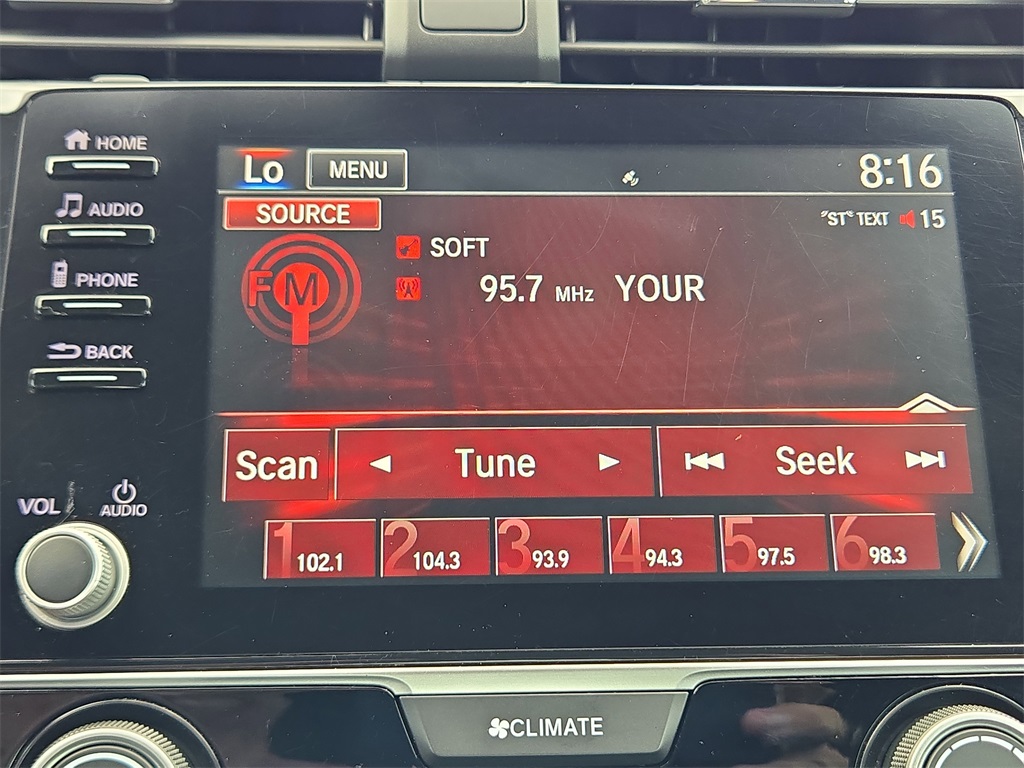 HOME
AUDIO
PHONE
BACK
VOL
AUDIO
Lo MENU 8:16
SOURCE "ST" TEXT 15
FM
SOFT
95.7 MHz YOUR
Scan Tune Seek
1 102.1 2 104.3 3 93.9 4 94.3 5 97.5 6 98.3
CLIMATE